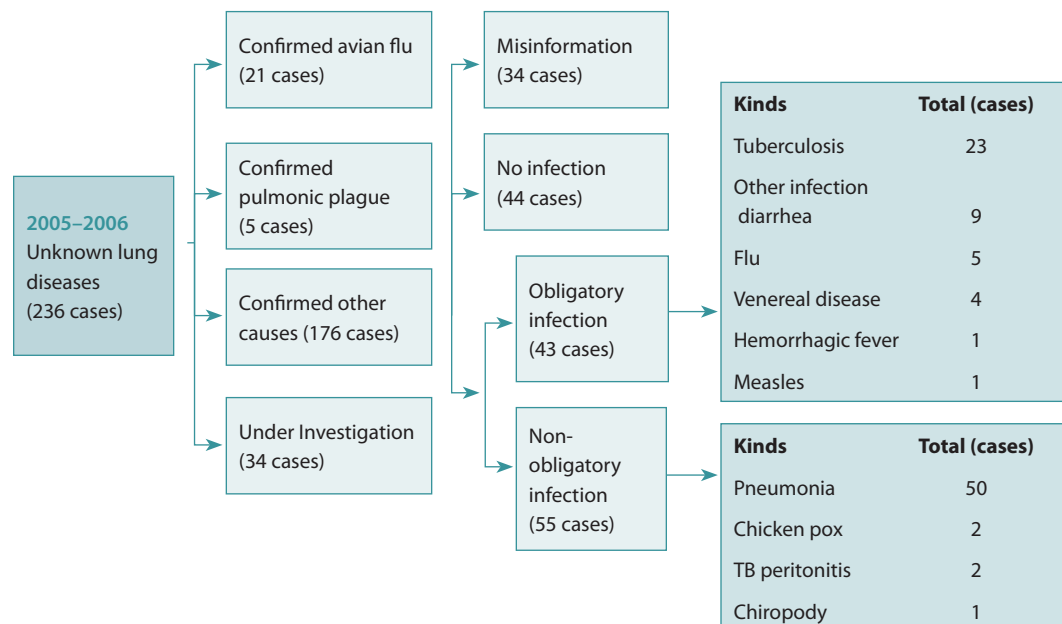 2005–2006
Unknown lung
diseases
(236 cases)
Confirmed avian flu
(21 cases)
Confirmed
pulmonic plague
(5 cases)
Confirmed other
causes (176 cases)
Under Investigation
(34 cases)
Misinformation
(34 cases)
No infection
(44 cases)
Obligatory
infection
(43 cases)
Non-
obligatory
infection
(55 cases)
Kinds Total (cases)
Tuberculosis 23
Other infection
diarrhea 9
Flu 5
Venereal disease 4
Hemorrhagic fever 1
Measles 1
Kinds Total (cases)
Pneumonia 50
Chicken pox 2
TB peritonitis 2
Chiropody 1